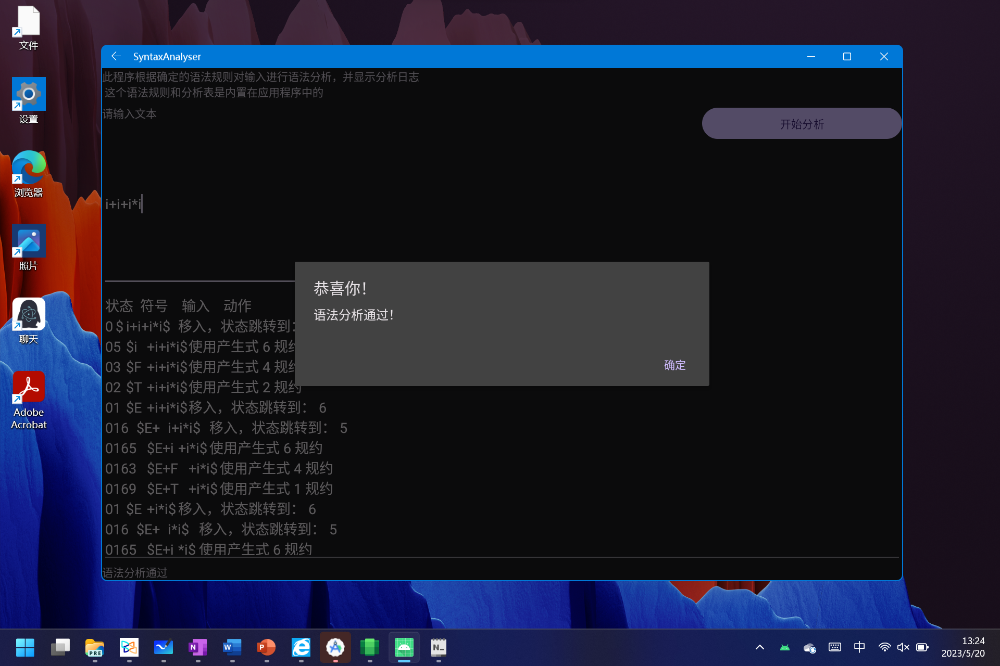 文件
设置
浏览器
照片
聊天
Adobe
Acrobat
SyntaxAnalyser
此程序根据确定的语法规则对输入进行语法分析，并显示分析日志
这个语法规则和分析表是内置在应用程序中的
请输入文本
开始分析
i+i+i*i
恭喜你！
语法分析通过！
确定
状态 符号 输入 动作
0 $ i+i+i*i$ 移入，状态跳转到：
05 $i +i+i*i$ 使用产生式 6 规约
03 $F +i+i*i$ 使用产生式 4 规约
02 $T +i+i*i$ 使用产生式 2 规约
01 $E +i+i*i$ 移入，状态跳转到： 6
016 $E+ i+i*i$ 移入，状态跳转到： 5
0165 $E+i +i*i$ 使用产生式 6 规约
0163 $E+F +i*i$ 使用产生式 4 规约
0169 $E+T +i*i$ 使用产生式 1 规约
01 $E +i*i$ 移入，状态跳转到： 6
016 $E+ i*i$ 移入，状态跳转到： 5
0165 $E+i *i$ 使用产生式 6 规约
语法分析通过
PRE
N
W
P
N_
中
13:24
2023/5/20